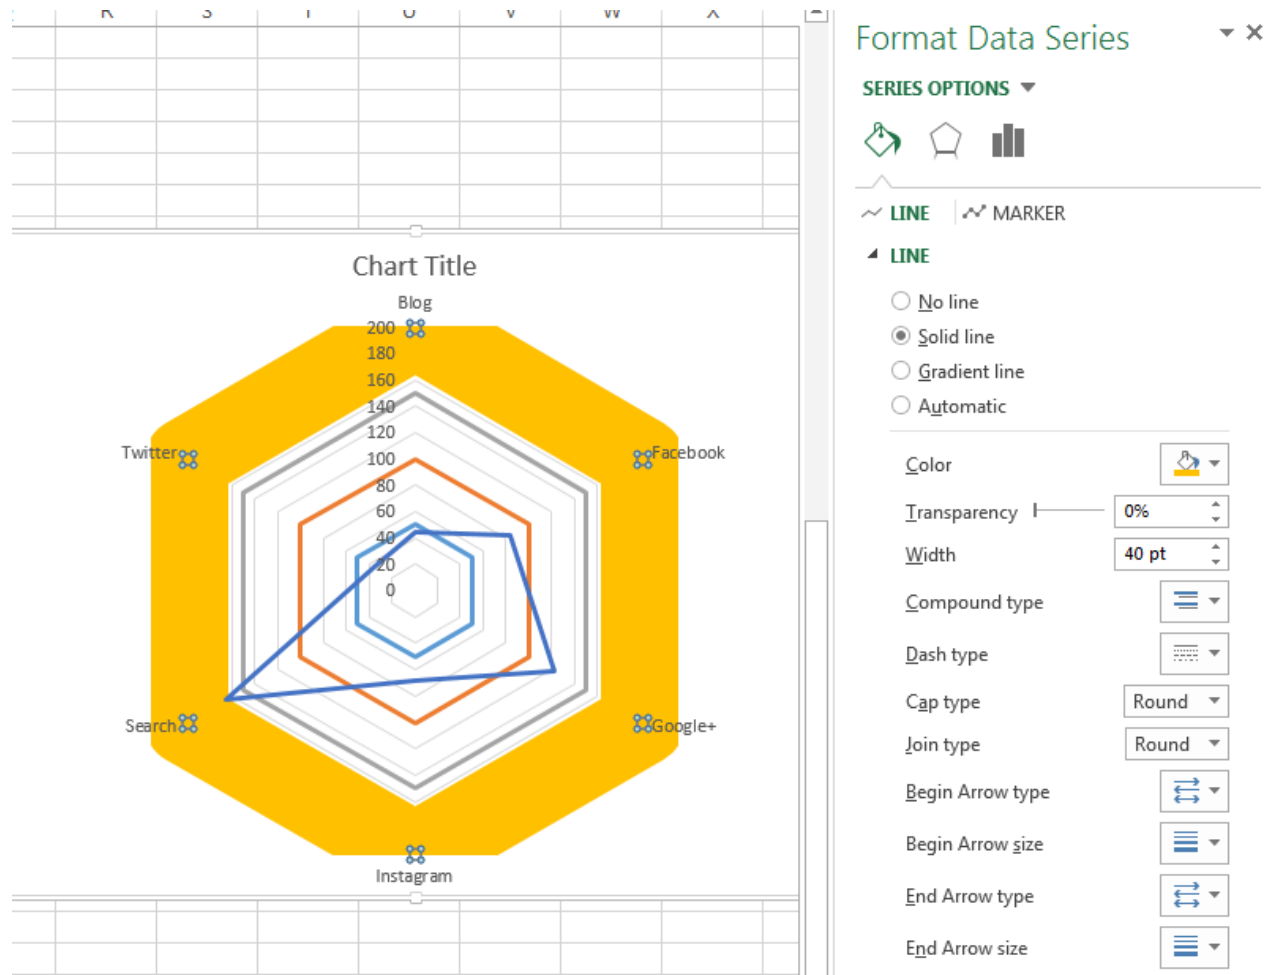 R S T U V W X
Format Data Series
SERIES OPTIONS
LINE MARKER
LINE
No line
Solid line
Gradient line
Automatic
Color
Transparency 0%
Width 40 pt
Compound type
Dash type
Cap type Round
Join type Round
Begin Arrow type
Begin Arrow size
End Arrow type
End Arrow size
Chart Title
Blog
200
180
160
140
120
100
80
60
40
20
0
Twitter
Facebook
Search
Google+
Instagram